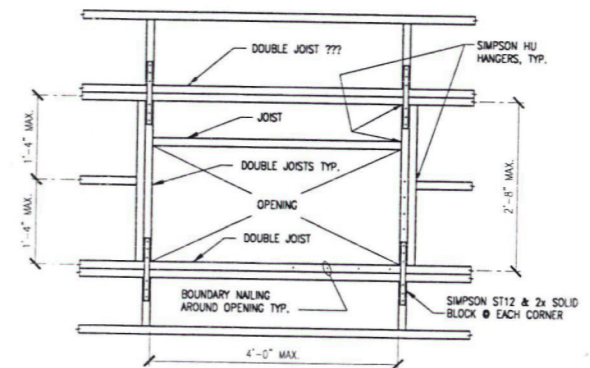 DOUBLE JOIST ???
SIMPSON HU
HANGERS, TYP.
JOIST
1'-4" MAX.
DOUBLE JOISTS TYP.
2'-8" MAX.
OPENING
1'-4" MAX.
DOUBLE JOIST
BOUNDARY NAILING
AROUND OPENING TYP.
SIMPSON ST12 & 2x SOLID
BLOCK @ EACH CORNER
4'-0" MAX.